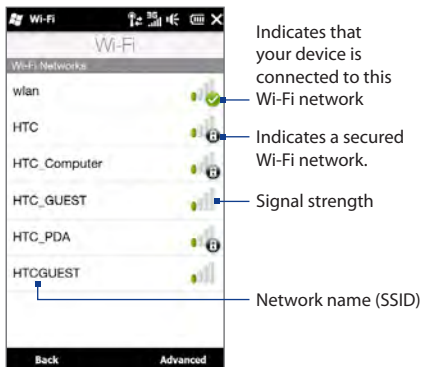 Wi-Fi
3G
Wi-Fi
Wi-Fi Networks
wlan
HTC
HTC_Computer
HTC_GUEST
HTC_PDA
HTCGUEST
Back
Advanced
Indicates that
your device is
connected to this
Wi-Fi network
Indicates a secured
Wi-Fi network.
Signal strength
Network name (SSID)